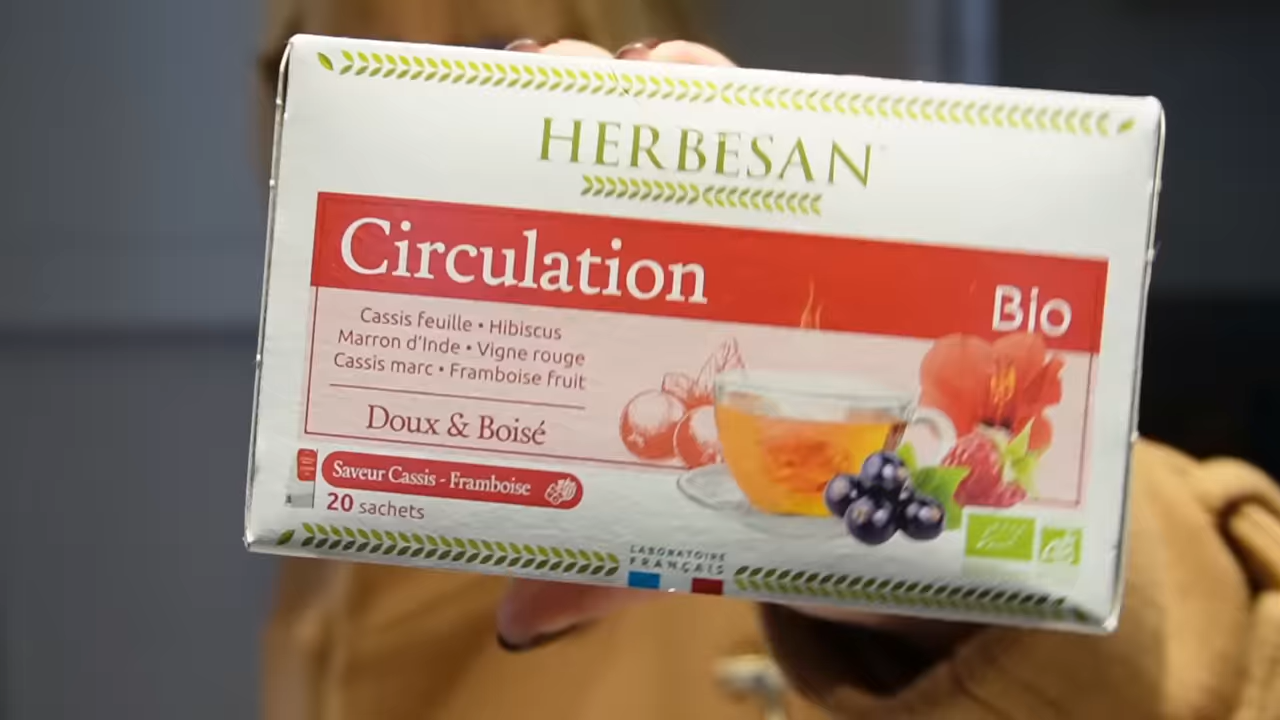 HERBESAN
Circulation
Bio
Cassis feuille • Hibiscus
Marron d'Inde • Vigne rouge
Cassis marc • Framboise fruit
Doux & Boisé
Saveur Cassis - Framboise
20 sachets
LABORATOIRE
FRANÇAIS